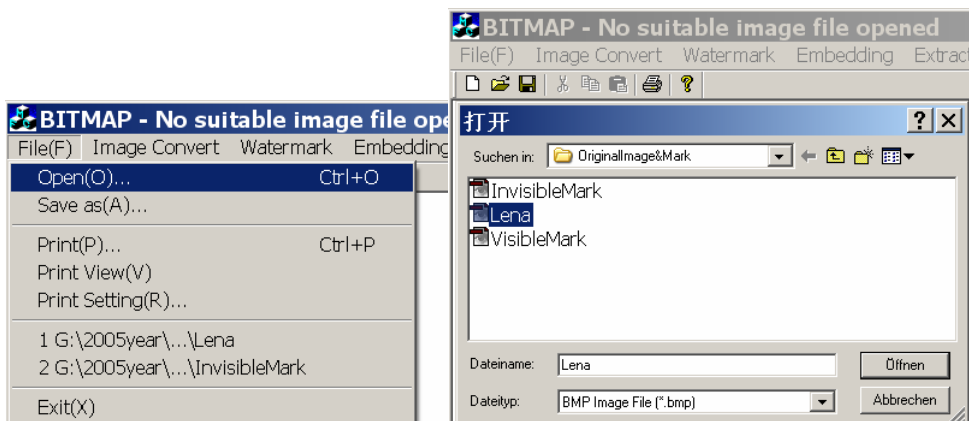 BITMAP - No suitable image file ope
File(F) Image Convert Watermark Embedding
Open(O)... Ctrl+O
Save as(A)...
Print(P)... Ctrl+P
Print View(V)
Print Setting(R)...
1 G:\2005year\...\Lena
2 G:\2005year\...\InvisibleMark
Exit(X)
BITMAP - No suitable image file opened
File(F) Image Convert Watermark Embedding Extract
打开
Suchen in: OriginalImage&Mark
InvisibleMark
Lena
VisibleMark
Dateiname: Lena Öffnen
Dateityp: BMP Image File (*.bmp) Abbrechen